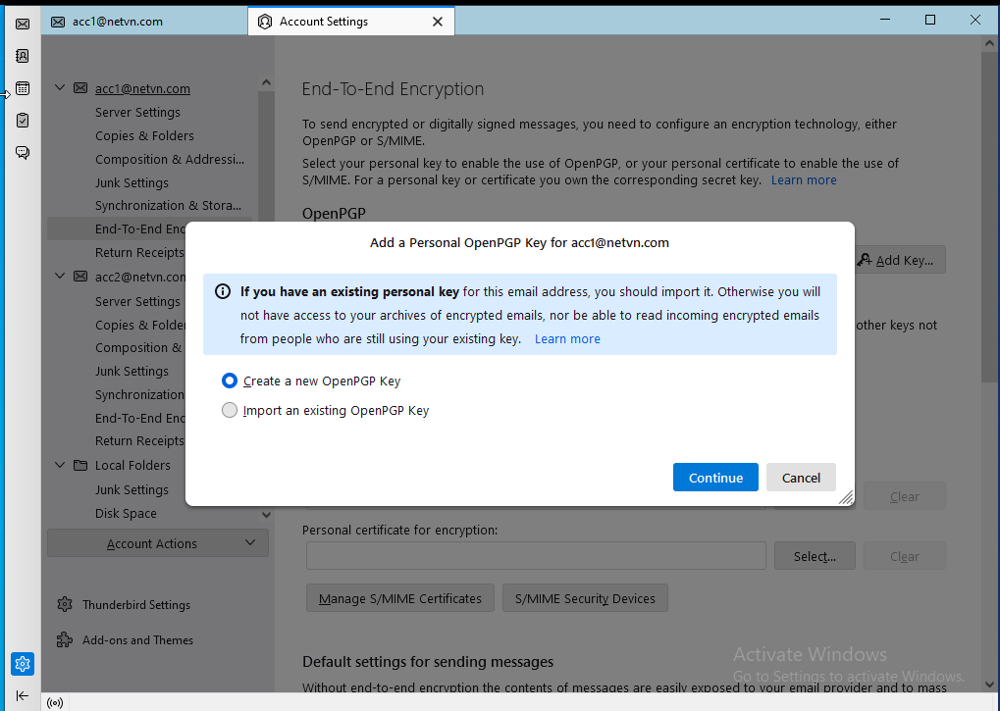 acc1@netvn.com
Account Settings
acc1@netvn.com
Server Settings
Copies & Folders
Composition & Addressi...
Junk Settings
Synchronization & Stora...
End-To-End Enc
Return Receipts
acc2@netvn.com
Server Settings
Copies & Folde
Composition &
Junk Settings
Synchronization
End-To-End Enc
Return Receipts
Local Folders
Junk Settings
Disk Space
Account Actions
Thunderbird Settings
Add-ons and Themes
End-To-End Encryption
To send encrypted or digitally signed messages, you need to configure an encryption technology, either
OpenPGP or S/MIME.
Select your personal key to enable the use of OpenPGP, or your personal certificate to enable the use of
S/MIME. For a personal key or certificate you own the corresponding secret key. Learn more
OpenPGP
Add Key...
other keys not
Add a Personal OpenPGP Key for acc1@netvn.com
If you have an existing personal key for this email address, you should import it. Otherwise you will
not have access to your archives of encrypted emails, nor be able to read incoming encrypted emails
from people who are still using your existing key. Learn more
Create a new OpenPGP Key
Import an existing OpenPGP Key
Continue
Cancel
Clear
Personal certificate for encryption:
Select...
Clear
Manage S/MIME Certificates
S/MIME Security Devices
Default settings for sending messages
Without end-to-end encryption the contents of messages are easily exposed to your email provider and to mass
Activate Windows
Go to Settings to activate Windows.